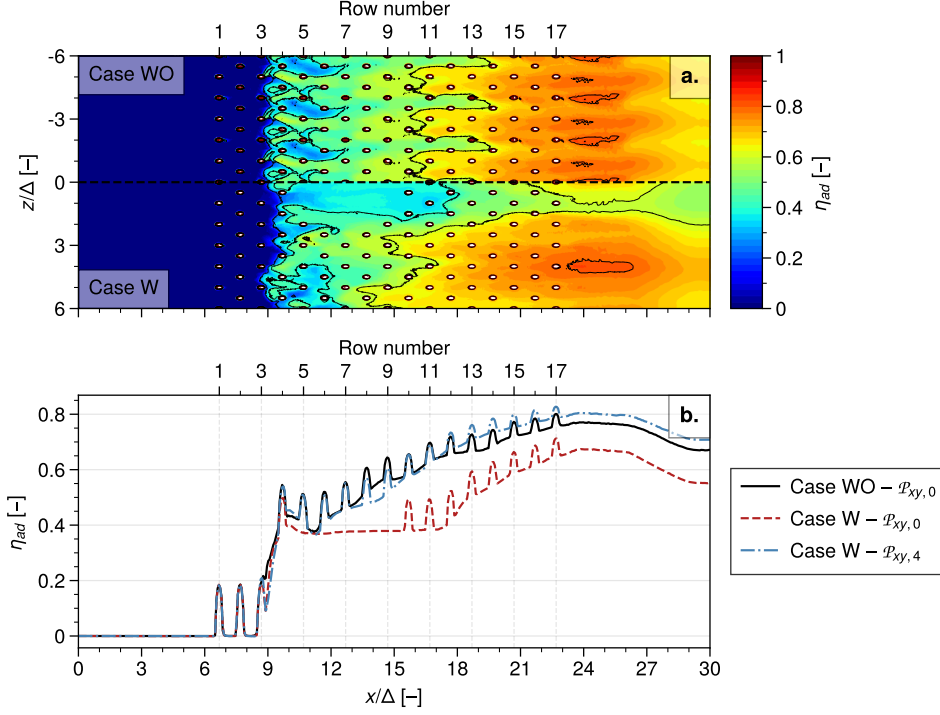 Row number
1 3 5 7 9 11 13 15 17
-6
-3
0
3
6
z/Δ [–]
Case WO
Case W
a.
1
0.8
0.6
0.4
0.2
0
η_ad [–]
Row number
1 3 5 7 9 11 13 15 17
b.
0.8
0.6
0.4
0.2
0
η_ad [–]
0 3 6 9 12 15 18 21 24 27 30
x/Δ [–]
Case WO – 𝒫_xy,0
Case W – 𝒫_xy,0
Case W – 𝒫_xy,4